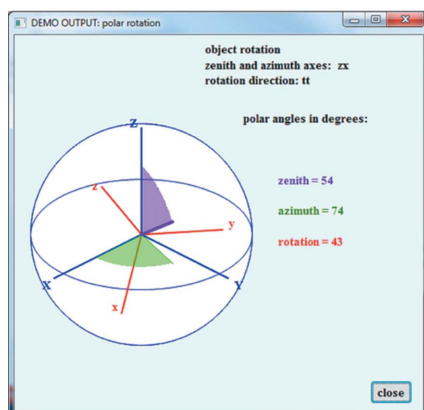 DEMO OUTPUT: polar rotation
object rotation
zenith and azimuth axes: zx
rotation direction: tt
polar angles in degrees:
Z
z
zenith = 54
azimuth = 74
y
rotation = 43
X
Y
x
close